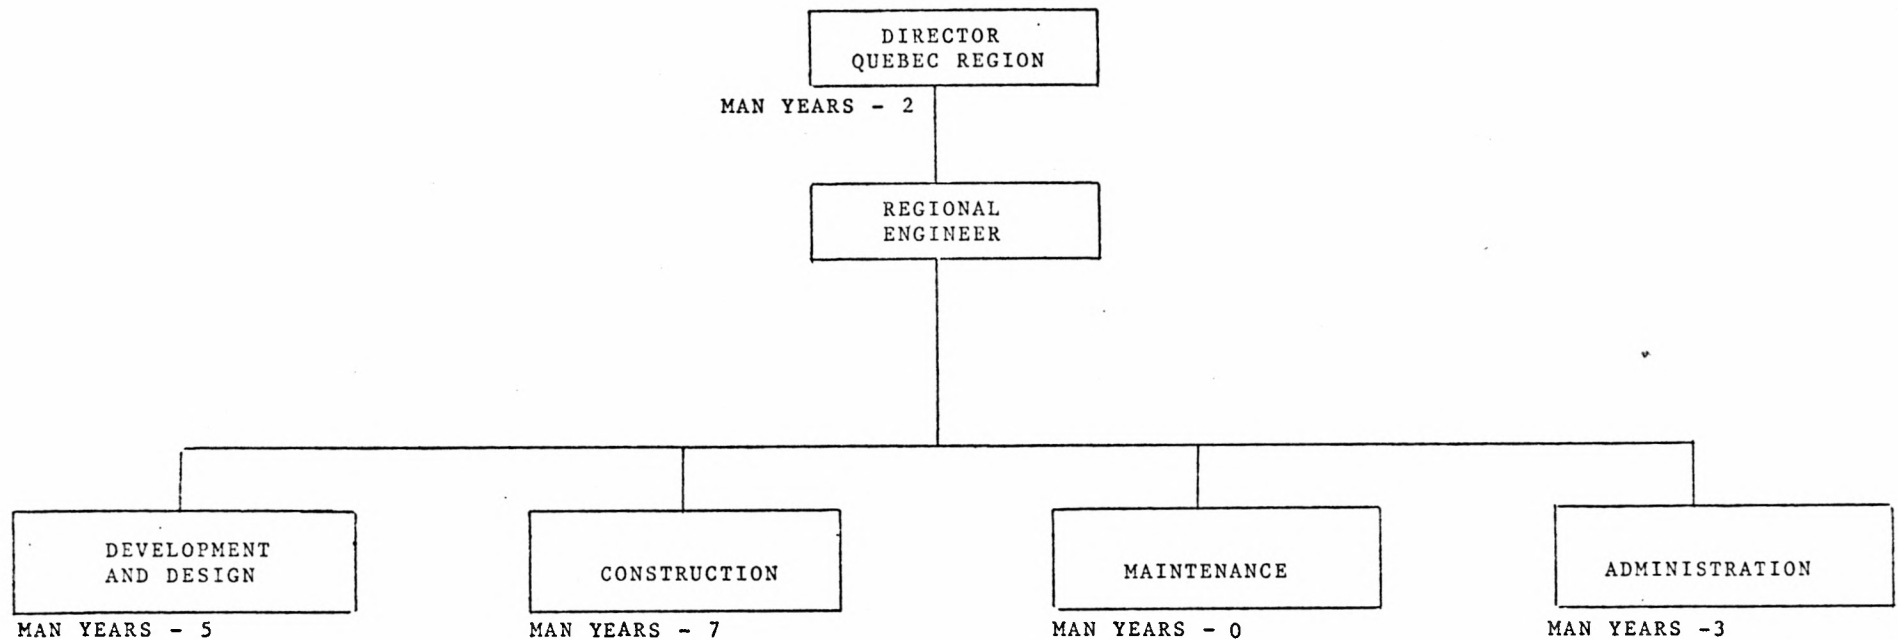 DIRECTOR
QUEBEC REGION
MAN YEARS - 2
REGIONAL
ENGINEER
DEVELOPMENT
AND DESIGN
MAN YEARS - 5
CONSTRUCTION
MAN YEARS - 7
MAINTENANCE
MAN YEARS - 0
ADMINISTRATION
MAN YEARS -3